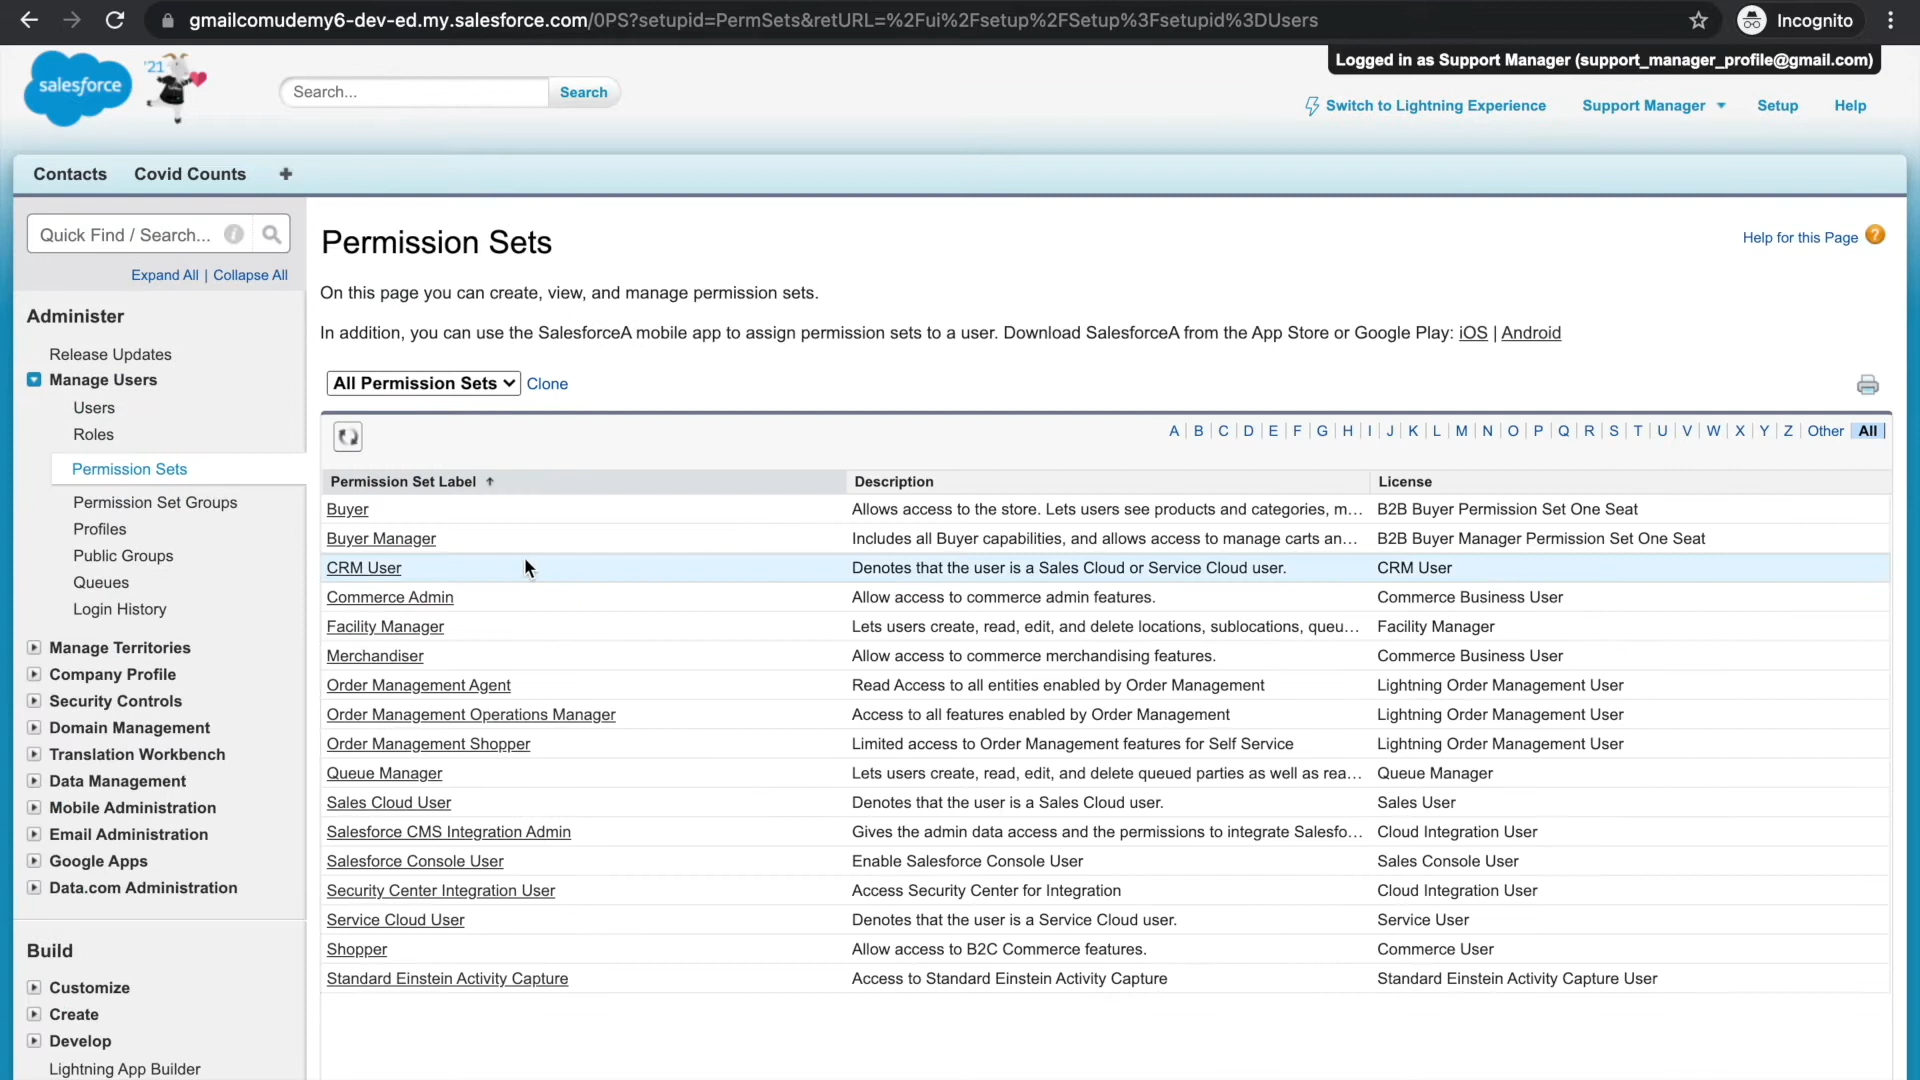 gmailcomudemy6-dev-ed.my.salesforce.com/0PS?setupid=PermSets&retURL=%2Fui%2Fsetup%2FSetup%3Fsetupid%3DUsers
Incognito
Logged in as Support Manager (support_manager_profile@gmail.com)
salesforce
'21
Search...
Search
Switch to Lightning Experience
Support Manager
Setup
Help
Contacts
Covid Counts
+
Quick Find / Search...
Expand All | Collapse All
Administer
Release Updates
Manage Users
Users
Roles
Permission Sets
Permission Set Groups
Profiles
Public Groups
Queues
Login History
Manage Territories
Company Profile
Security Controls
Domain Management
Translation Workbench
Data Management
Mobile Administration
Email Administration
Google Apps
Data.com Administration
Build
Customize
Create
Develop
Lightning App Builder
Permission Sets
Help for this Page ?
On this page you can create, view, and manage permission sets.
In addition, you can use the SalesforceA mobile app to assign permission sets to a user. Download SalesforceA from the App Store or Google Play: iOS | Android
All Permission Sets Clone
A | B | C | D | E | F | G | H | I | J | K | L | M | N | O | P | Q | R | S | T | U | V | W | X | Y | Z | Other | All |
Permission Set Label Description License
Buyer Allows access to the store. Lets users see products and categories, m... B2B Buyer Permission Set One Seat
Buyer Manager Includes all Buyer capabilities, and allows access to manage carts an... B2B Buyer Manager Permission Set One Seat
CRM User Denotes that the user is a Sales Cloud or Service Cloud user. CRM User
Commerce Admin Allow access to commerce admin features. Commerce Business User
Facility Manager Lets users create, read, edit, and delete locations, sublocations, queu... Facility Manager
Merchandiser Allow access to commerce merchandising features. Commerce Business User
Order Management Agent Read Access to all entities enabled by Order Management Lightning Order Management User
Order Management Operations Manager Access to all features enabled by Order Management Lightning Order Management User
Order Management Shopper Limited access to Order Management features for Self Service Lightning Order Management User
Queue Manager Lets users create, read, edit, and delete queued parties as well as rea... Queue Manager
Sales Cloud User Denotes that the user is a Sales Cloud user. Sales User
Salesforce CMS Integration Admin Gives the admin data access and the permissions to integrate Salesfo... Cloud Integration User
Salesforce Console User Enable Salesforce Console User Sales Console User
Security Center Integration User Access Security Center for Integration Cloud Integration User
Service Cloud User Denotes that the user is a Service Cloud user. Service User
Shopper Allow access to B2C Commerce features. Commerce User
Standard Einstein Activity Capture Access to Standard Einstein Activity Capture Standard Einstein Activity Capture User